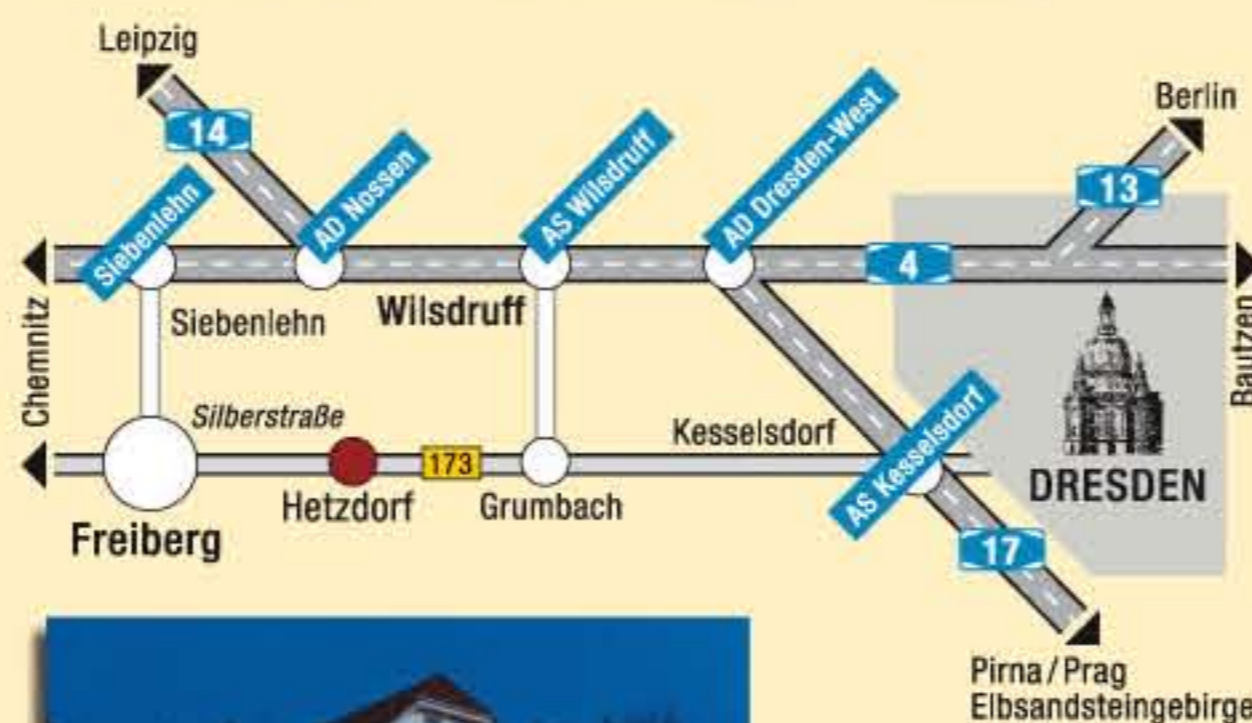 Leipzig
Berlin
14
13
Siebenlehn
AD Nossen
AS Wilsdruff
AD Dresden-West
4
Chemnitz
Siebenlehn
Wilsdruff
Bautzen
Silberstraße
Kesselsdorf
173
AS Kesselsdorf
DRESDEN
Hetzdorf
Grumbach
Freiberg
17
Pirna / Prag
Elbsandsteingebirge